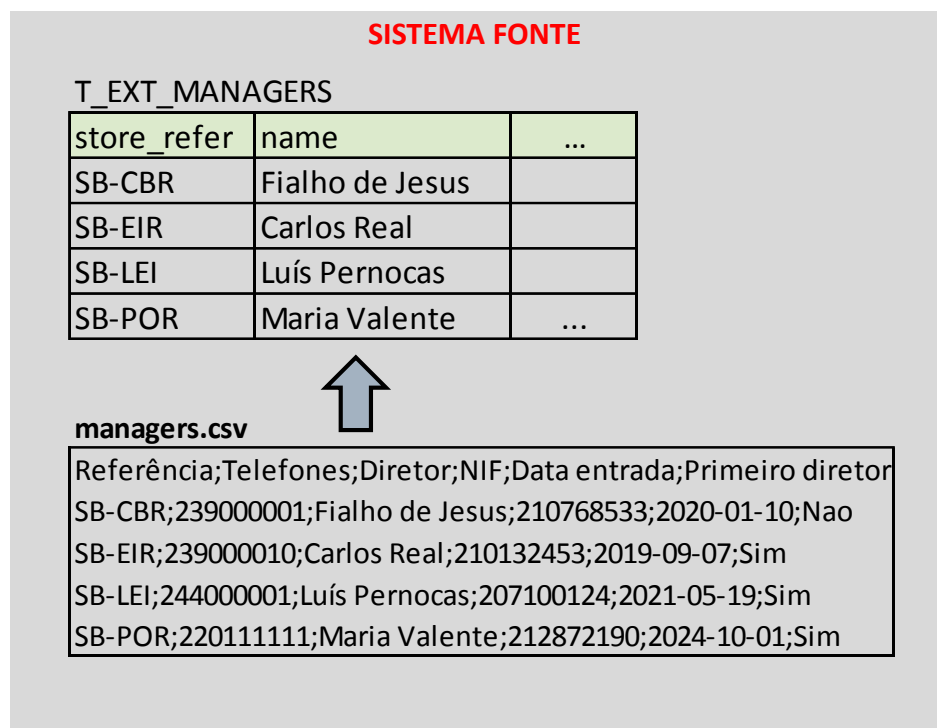 SISTEMA FONTE
T_EXT_MANAGERS
store_refer name ...
SB-CBR Fialho de Jesus
SB-EIR Carlos Real
SB-LEI Luís Pernocas
SB-POR Maria Valente ...
managers.csv
Referência;Telefones;Diretor;NIF;Data entrada;Primeiro diretor
SB-CBR;239000001;Fialho de Jesus;210768533;2020-01-10;Nao
SB-EIR;239000010;Carlos Real;210132453;2019-09-07;Sim
SB-LEI;244000001;Luís Pernocas;207100124;2021-05-19;Sim
SB-POR;220111111;Maria Valente;212872190;2024-10-01;Sim